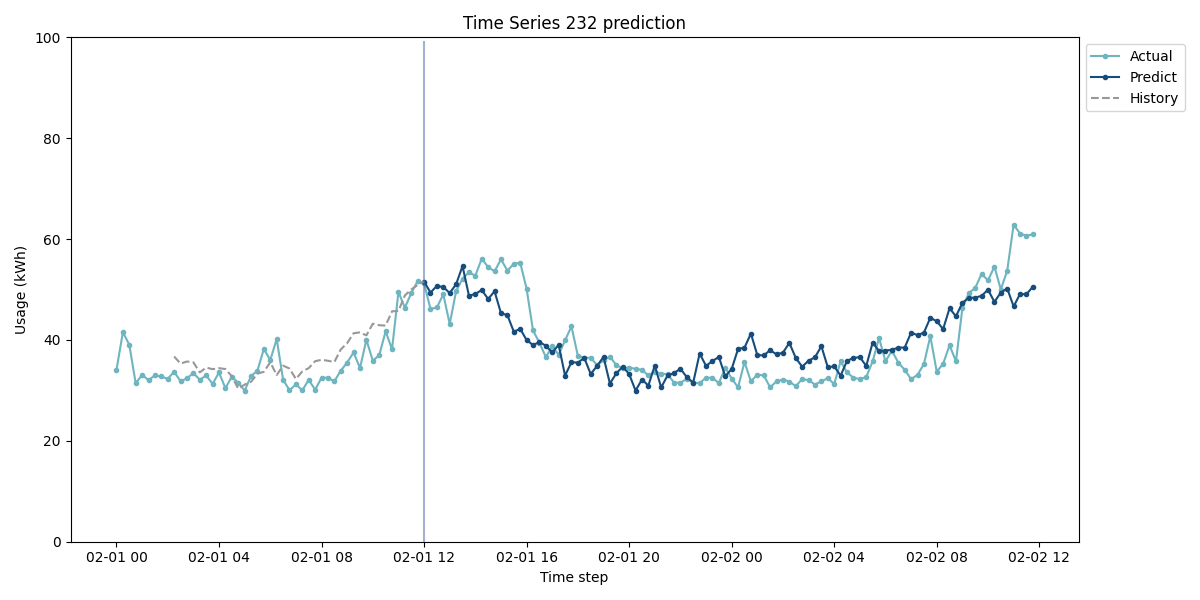 Time Series 232 prediction
100
80
60
40
20
0
Usage (kWh)
02-01 00
02-01 04
02-01 08
02-01 12
02-01 16
02-01 20
02-02 00
02-02 04
02-02 08
02-02 12
Time step
Actual
Predict
History